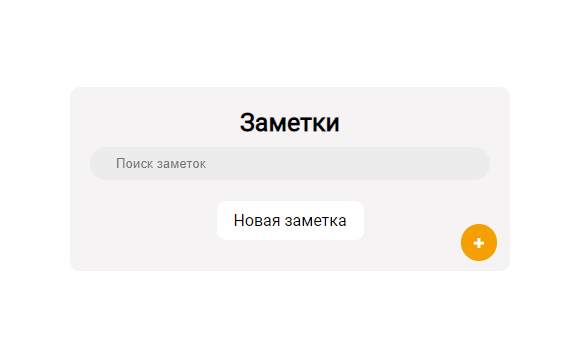 Заметки
Поиск заметок
Новая заметка
+